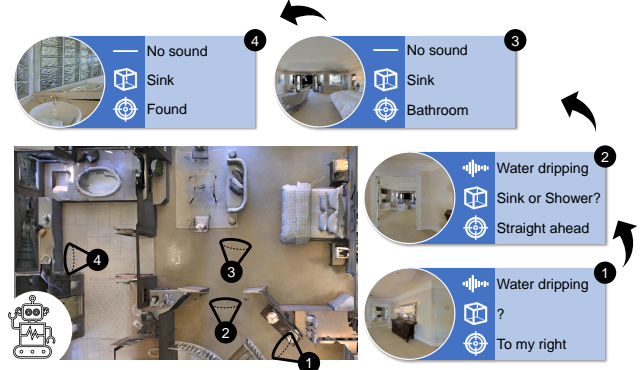 4
No sound
Sink
Found
3
No sound
Sink
Bathroom
2
Water dripping
Sink or Shower?
Straight ahead
1
Water dripping
?
To my right
4
3
2
1